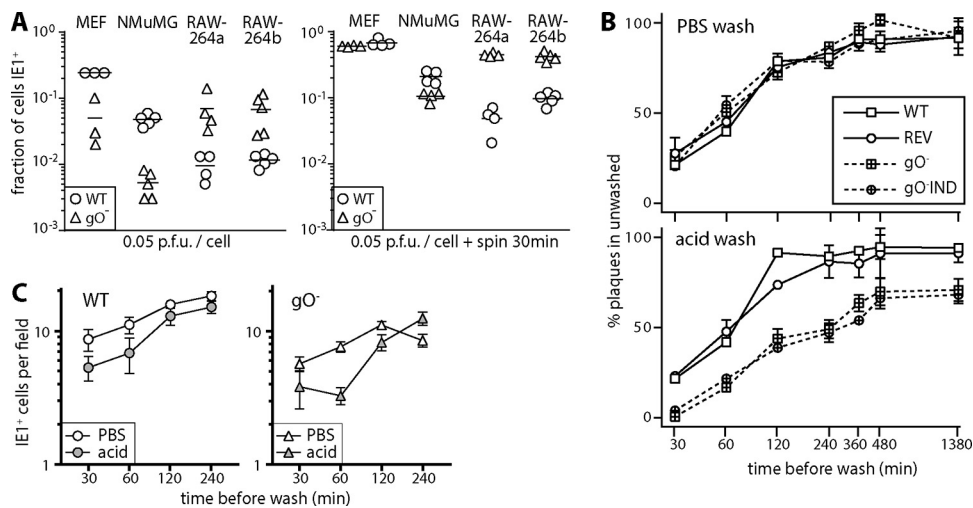 A
MEF NMuMG RAW-264a RAW-264b
MEF NMuMG RAW-264a RAW-264b
fraction of cells IE1⁺
10⁰
10⁻¹
10⁻²
10⁻³
10⁰
10⁻¹
10⁻²
10⁻³
WT
gO⁻
WT
gO⁻
0.05 p.f.u. / cell
0.05 p.f.u. / cell + spin 30min
B
PBS wash
100
50
0
WT
REV
gO⁻
gO⁻IND
acid wash
100
50
0
% plaques in unwashed
30 60 120 240 360 480 1380
time before wash (min)
C
WT
gO⁻
IE1⁺ cells per field
10
1
10
1
PBS
acid
PBS
acid
30 60 120 240
30 60 120 240
time before wash (min)